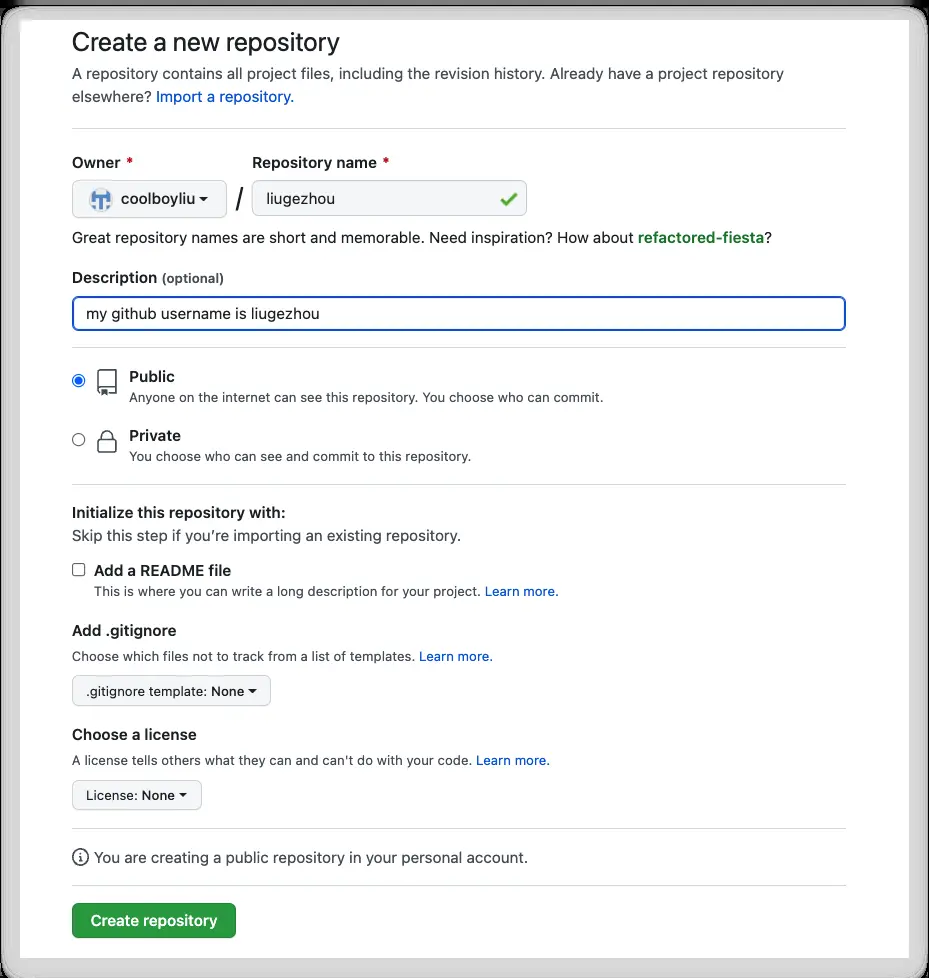 Create a new repository
A repository contains all project files, including the revision history. Already have a project repository
elsewhere? Import a repository.
Owner * Repository name *
coolboyliu / liugezhou
Great repository names are short and memorable. Need inspiration? How about refactored-fiesta?
Description (optional)
my github username is liugezhou
Public
Anyone on the internet can see this repository. You choose who can commit.
Private
You choose who can see and commit to this repository.
Initialize this repository with:
Skip this step if you’re importing an existing repository.
Add a README file
This is where you can write a long description for your project. Learn more.
Add .gitignore
Choose which files not to track from a list of templates. Learn more.
.gitignore template: None
Choose a license
A license tells others what they can and can't do with your code. Learn more.
License: None
You are creating a public repository in your personal account.
Create repository